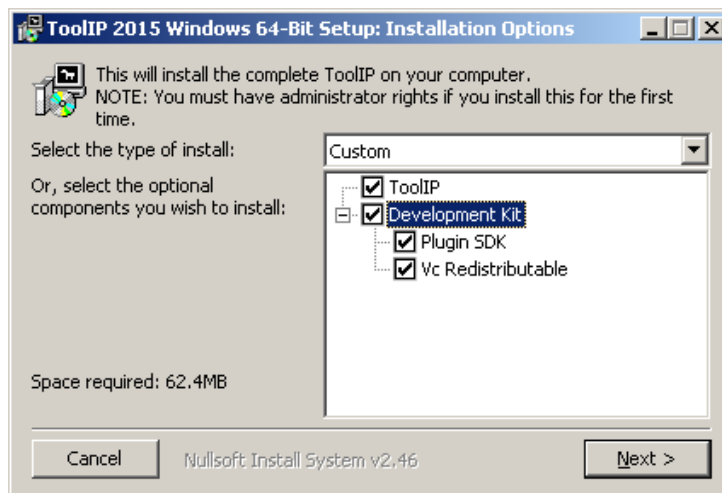 ToolIP 2015 Windows 64-Bit Setup: Installation Options
This will install the complete ToolIP on your computer.
NOTE: You must have administrator rights if you install this for the first
time.
Select the type of install:
Custom
Or, select the optional
components you wish to install:
ToolIP
Development Kit
Plugin SDK
Vc Redistributable
Space required: 62.4MB
Cancel
Nullsoft Install System v2.46
Next >